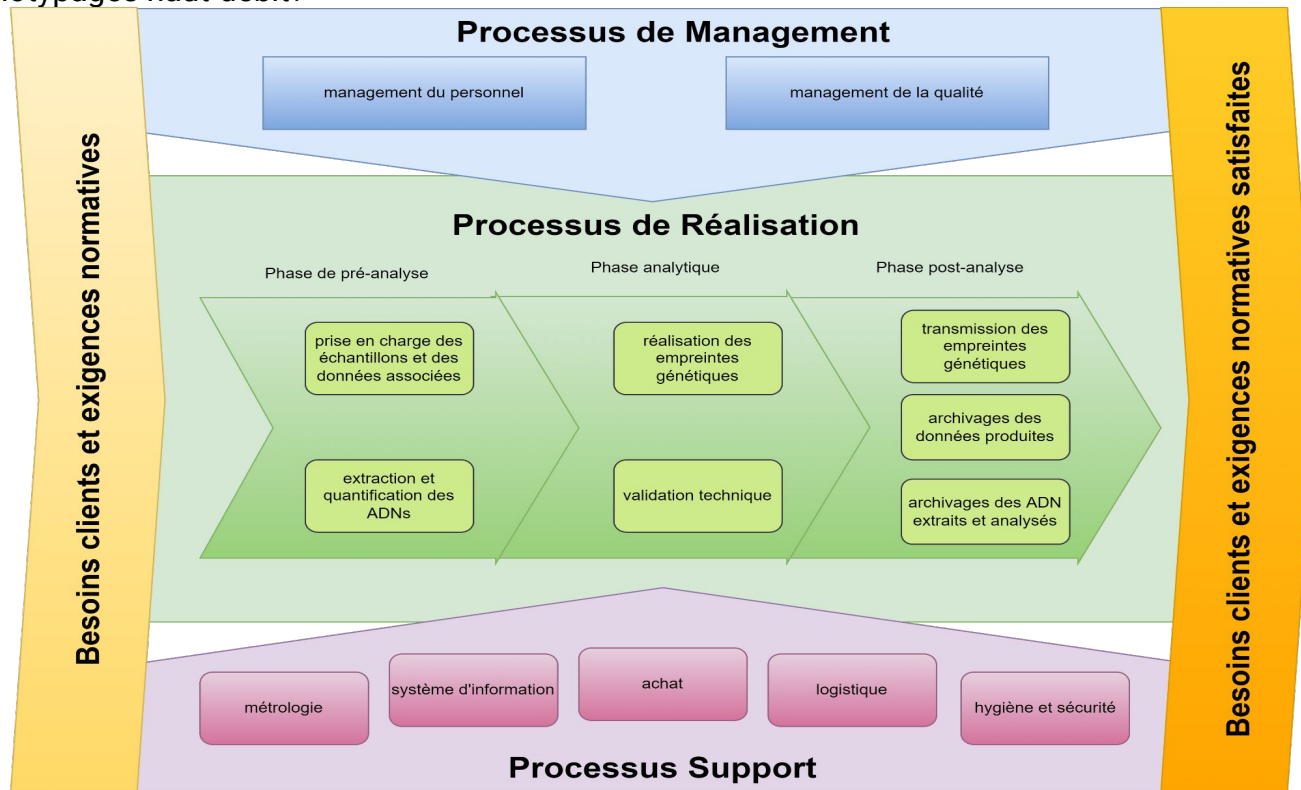 haut débit.
Processus de Management
management du personnel
management de la qualité
Besoins clients et exigences normatives
Besoins clients et exigences normatives satisfaites
Processus de Réalisation
Phase de pré-analyse
Phase analytique
Phase post-analyse
prise en charge des
échantillons et des
données associées
extraction et
quantification des
ADNs
réalisation des
empreintes
génétiques
validation technique
transmission des
empreintes
génétiques
archivages des
données produites
archivages des ADN
extraits et analysés
métrologie
système d'information
achat
logistique
hygiène et sécurité
Processus Support